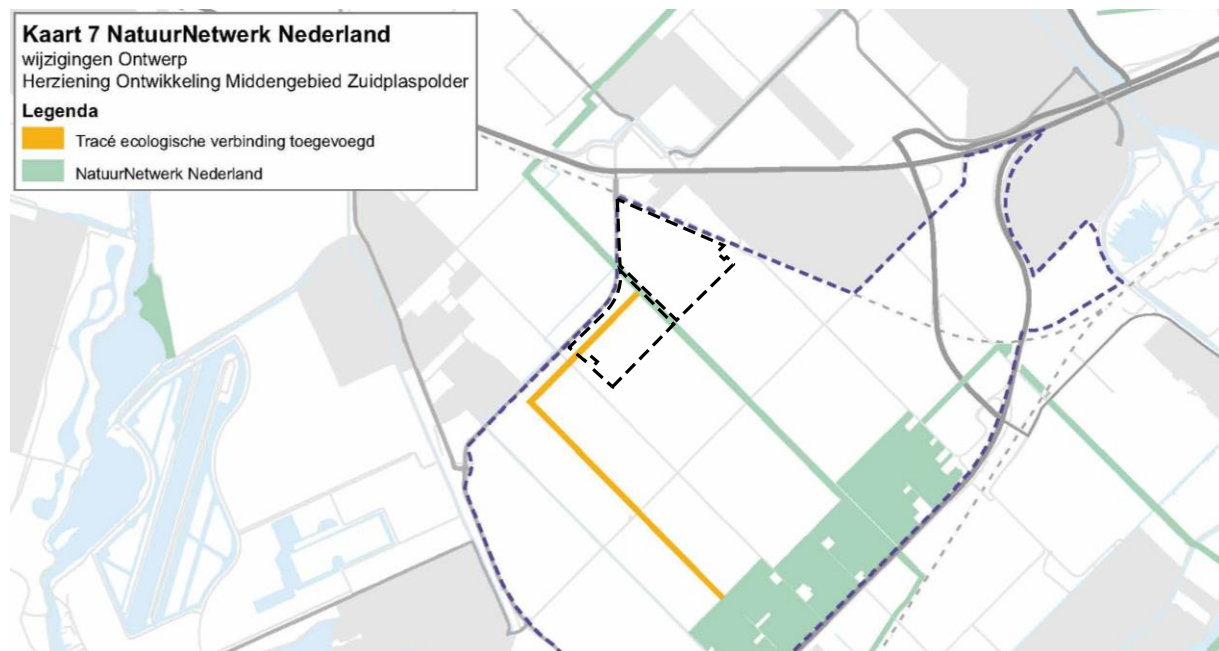 Kaart 7 NatuurNetwerk Nederland
wijzigingen Ontwerp
Herziening Ontwikkeling Middengebied Zuidplaspolder
Legenda
Tracé ecologische verbinding toegevoegd
NatuurNetwerk Nederland